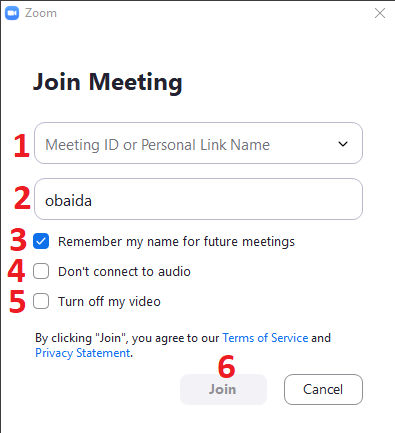 Zoom
Join Meeting
1 Meeting ID or Personal Link Name
2 obaida
3 Remember my name for future meetings
4 Don't connect to audio
5 Turn off my video
By clicking "Join", you agree to our Terms of Service and
Privacy Statement.
6
Join Cancel